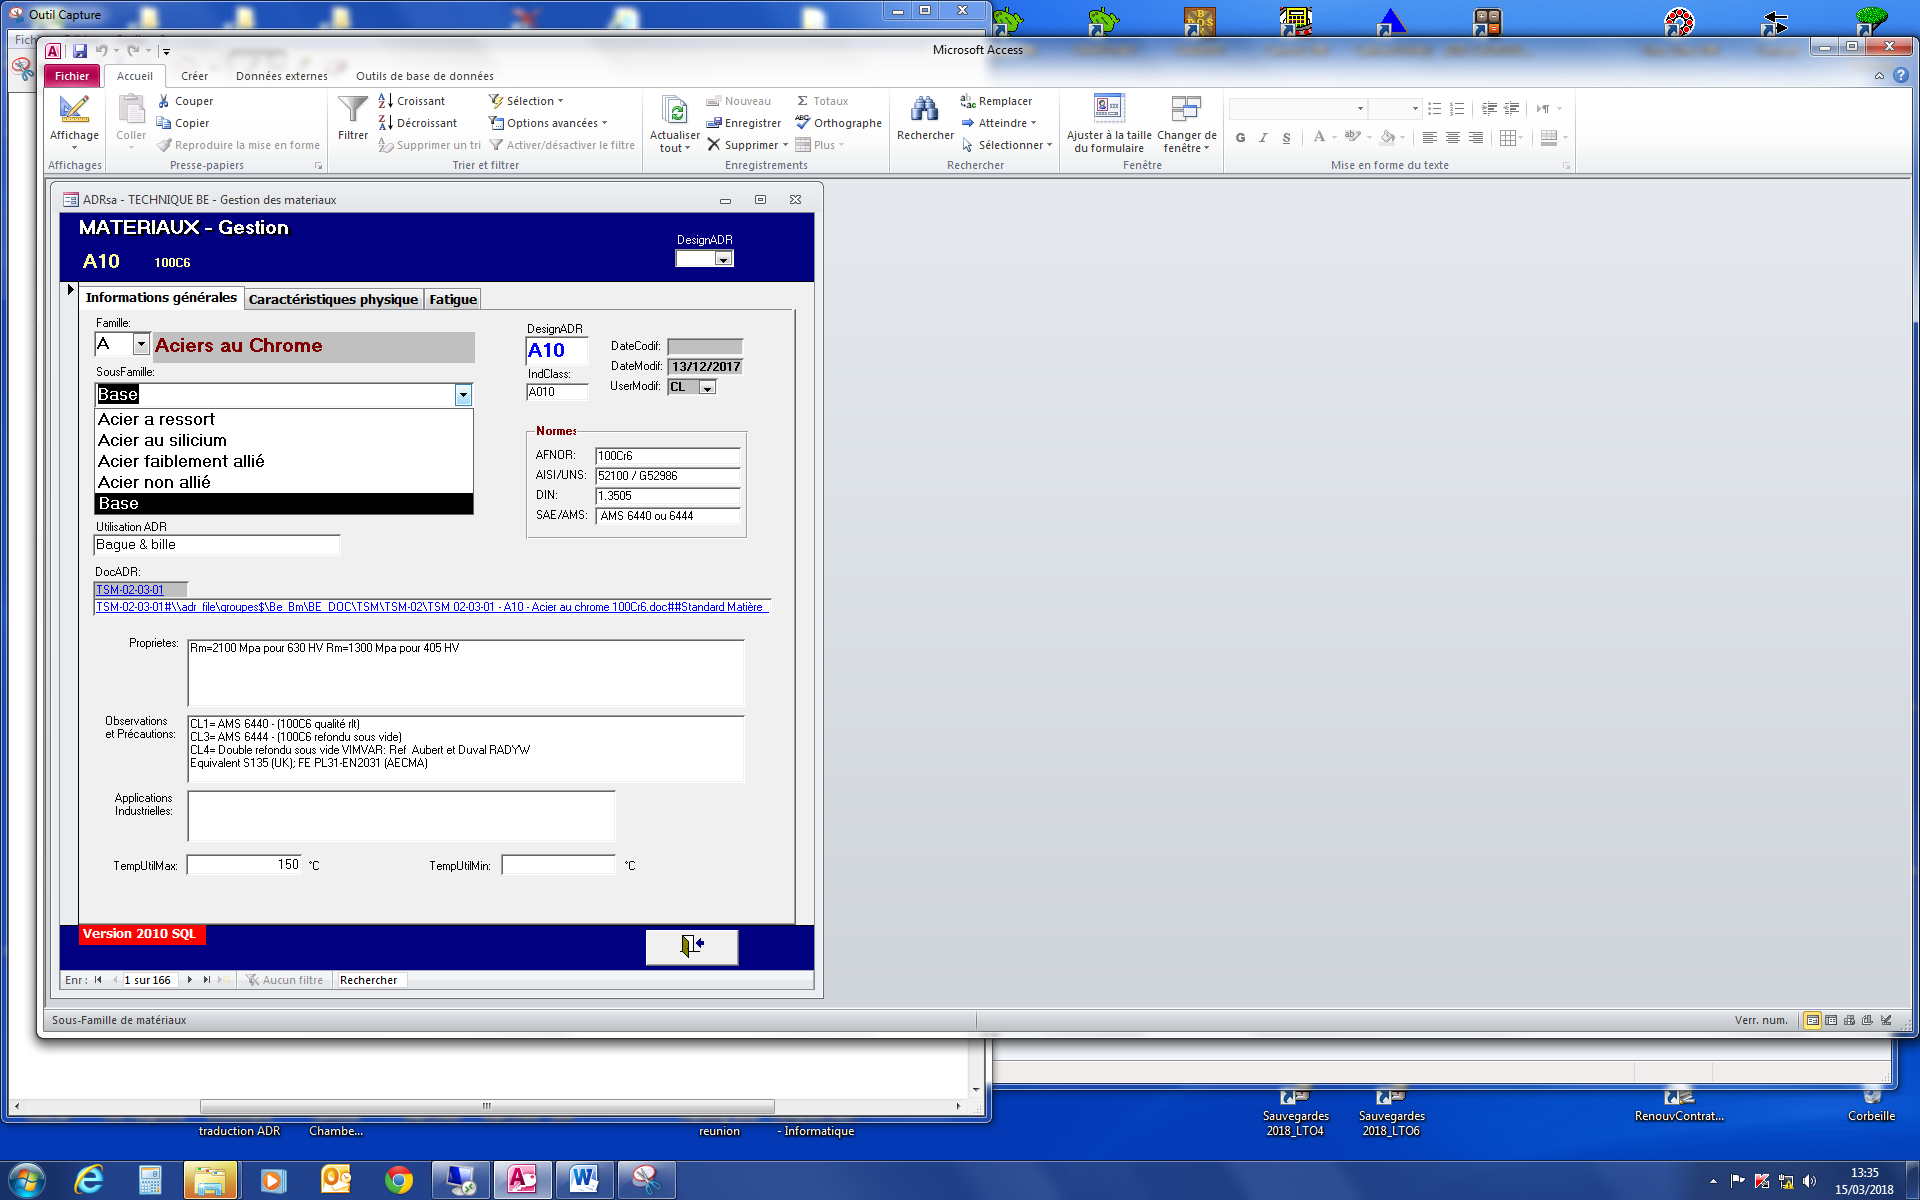 Outil Capture
Microsoft Access
Fichier
Accueil
Créer
Données externes
Outils de base de données
Affichage
Affichages
Coller
Couper
Copier
Reproduire la mise en forme
Presse-papiers
Filtrer
Croissant
Décroissant
Supprimer un tri
Sélection
Options avancées
Activer/désactiver le filtre
Trier et filtrer
Actualiser
tout
Nouveau
Enregistrer
Supprimer
Totaux
Orthographe
Plus
Enregistrements
Rechercher
Remplacer
Atteindre
Sélectionner
Rechercher
Ajuster à la taille
du formulaire
Changer de
fenêtre
Fenêtre
G I S
Mise en forme du texte
ADRsa - TECHNIQUE BE - Gestion des materiaux
MATERIAUX - Gestion
DesignADR
A10 100C6
Informations générales
Caractéristiques physique
Fatigue
Famille:
A Aciers au Chrome
SousFamille:
Base
Acier a ressort
Acier au silicium
Acier faiblement allié
Acier non allié
Base
DesignADR
A10
IndClass:
A010
DateCodif:
DateModif: 13/12/2017
UserModif: CL
Normes
AFNOR: 100Cr6
AISI/UNS: 52100 / G52986
DIN: 1.3505
SAE/AMS: AMS 6440 ou 6444
Utilisation ADR
Bague & bille
DocADR:
TSM-02-03-01
TSM-02-03-01#\\adr_file\groupes$\Be_Bm\BE_DOC\TSM\TSM-02\TSM 02-03-01 - A10 - Acier au chrome 100Cr6.doc##Standard Matière_
Proprietes: Rm=2100 Mpa pour 630 HV Rm=1300 Mpa pour 405 HV
Observations
et Précautions:
CL1= AMS 6440 - (100C6 qualité rlt)
CL3= AMS 6444 - (100C6 refondu sous vide)
CL4= Double refondu sous vide VIMVAR: Ref Aubert et Duval RADYW
Equivalent S135 (UK); FE PL31-EN2031 (AECMA)
Applications
Industrielles:
TempUtilMax: 150 °C
TempUtilMin: °C
Version 2010 SQL
Enr : 1 sur 166 Aucun filtre Rechercher
Sous-Famille de matériaux
Verr. num.
traduction ADR
Chambe...
reunion
- Informatique
Sauvegardes
2018_LTO4
Sauvegardes
2018_LTO6
RenouvContrat...
Corbeille
13:35
15/03/2018